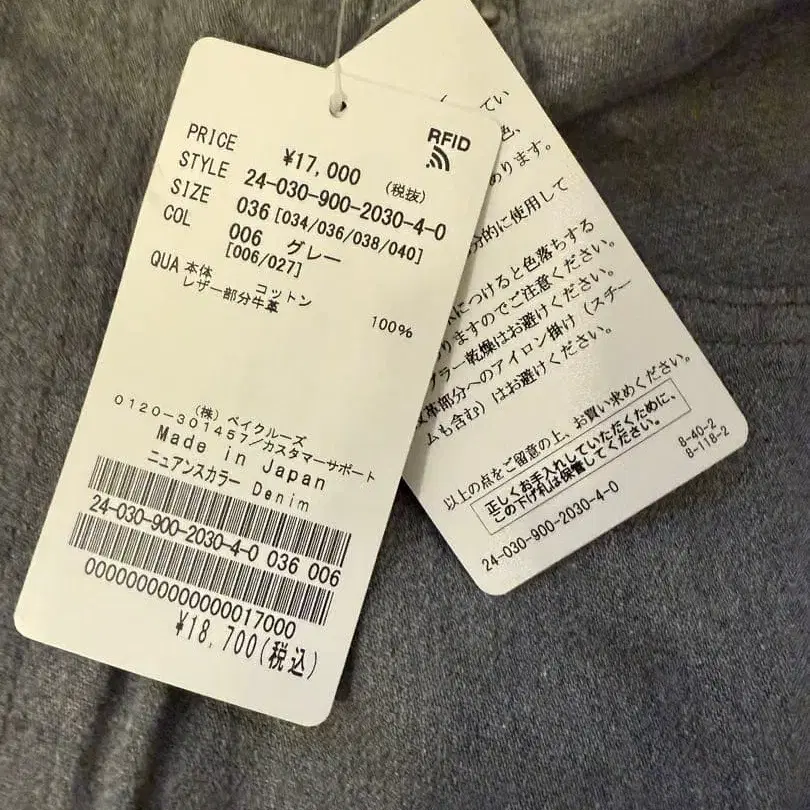 RFID
PRICE ¥17,000 (税抜)
STYLE 24-030-900-2030-4-0
SIZE 036 [034/036/038/040]
COL 006 グレー
[006/027]
QUA 本体 コットン 100%
レザー部分牛革
(株)ベイクルーズ
0120-301457/カスタマーサポート
Made in Japan
ニュアンスカラー Denim
24-030-900-2030-4-0 036 006
00000000000000017000
¥18,700(税込)
てい
色、
あります。
分的に使用して
につけると色落ちする
りますのでご注意ください。
ブラー乾燥はお避けください。
皮革部分へのアイロン掛け(スチー
ムも含む)はお避けください。
以上の点をご留意の上、お買い求めください。
正しくお手入れしていただくために、
この下げ札は保管してください。
8-40-2
8-118-2
24-030-900-2030-4-0